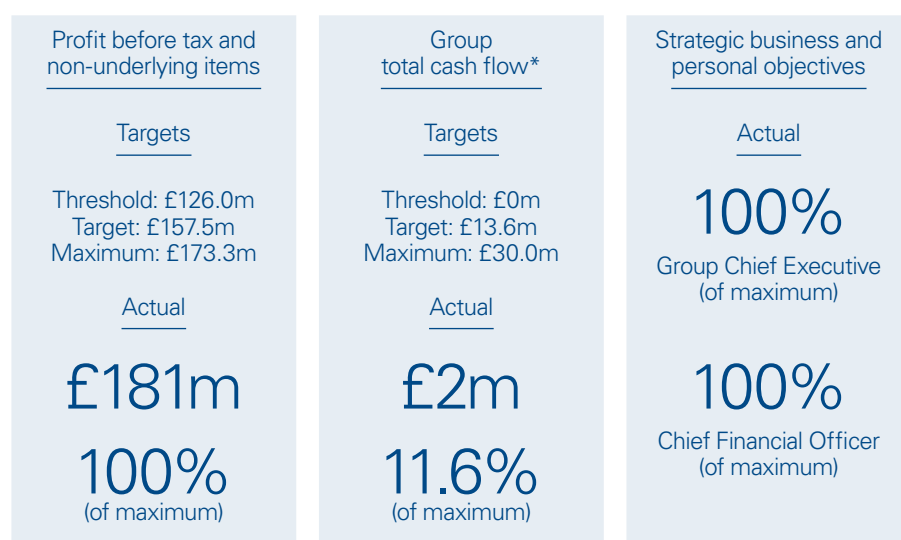 Profit before tax and
non-underlying items
Targets
Threshold: £126.0m
Target: £157.5m
Maximum: £173.3m
Actual
£181m
100%
(of maximum)
Group
total cash flow*
Targets
Threshold: £0m
Target: £13.6m
Maximum: £30.0m
Actual
£2m
11.6%
(of maximum)
Strategic business and
personal objectives
Actual
100%
Group Chief Executive
(of maximum)
100%
Chief Financial Officer
(of maximum)